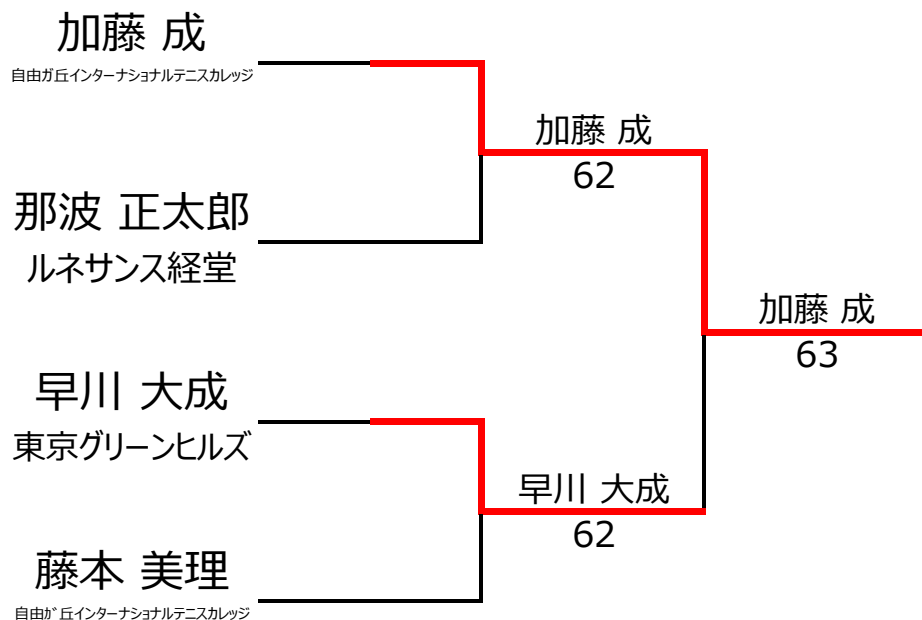 加藤 成
自由ガ丘インターナショナルテニスカレッジ
加藤 成
62
那波 正太郎
ルネサンス経堂
加藤 成
63
早川 大成
東京グリーンヒルズ
早川 大成
62
藤本 美理
自由ガ丘インターナショナルテニスカレッジ